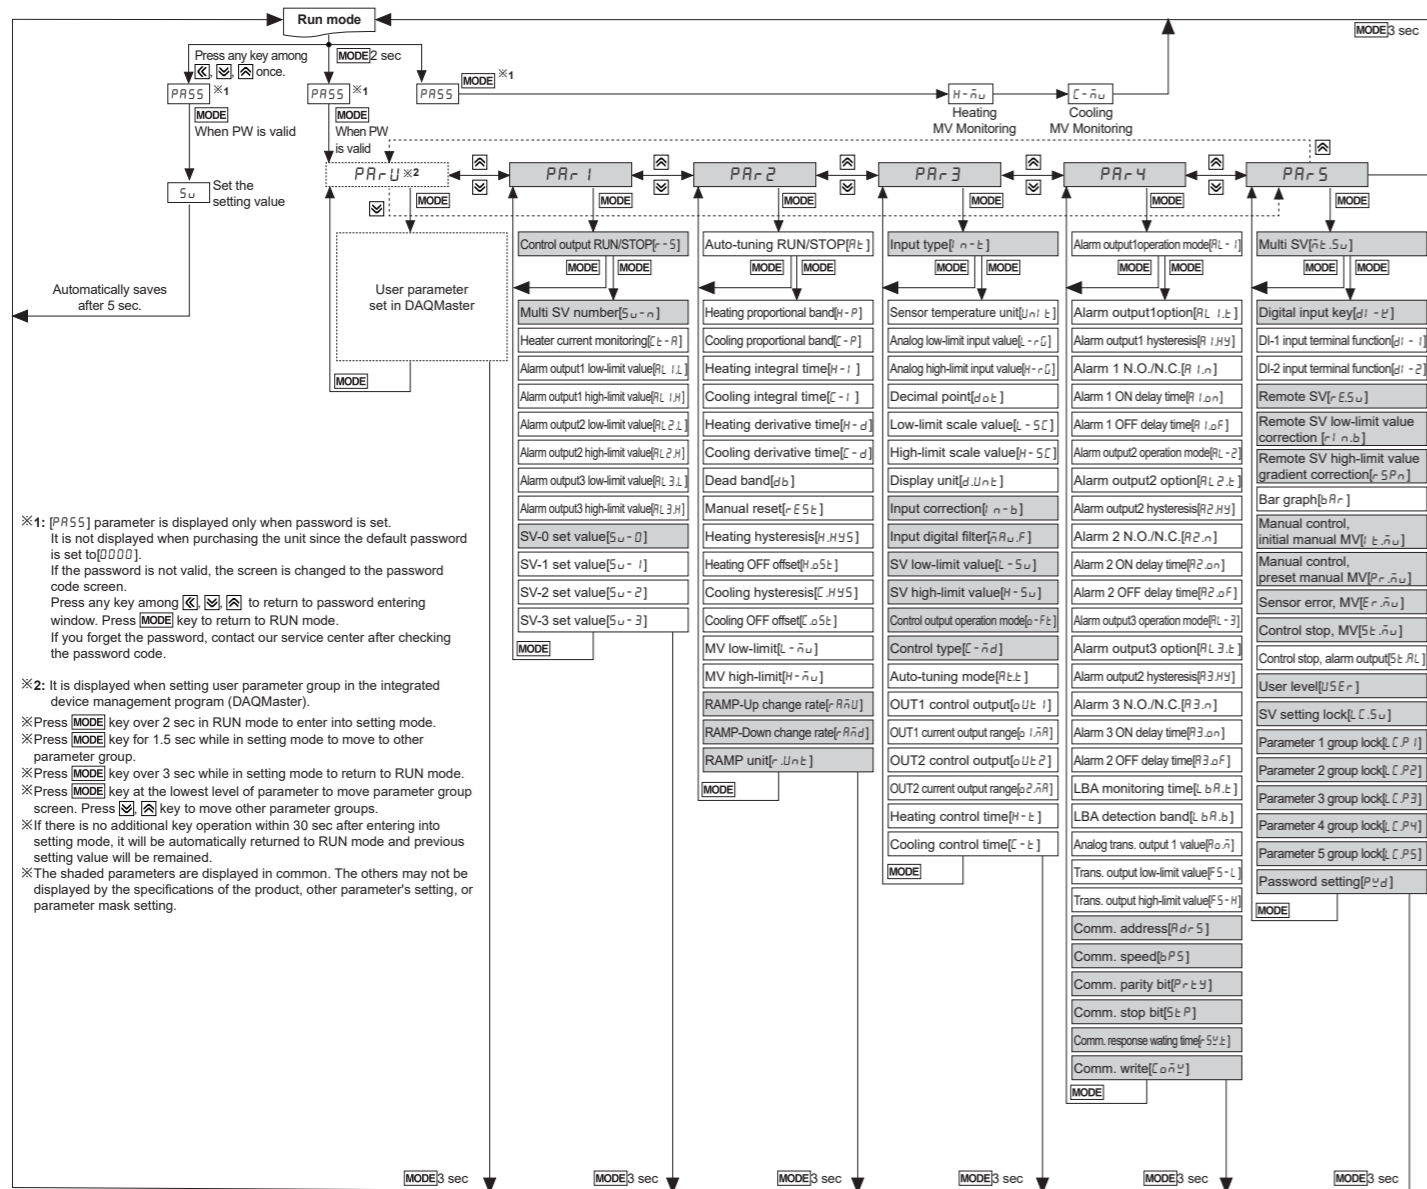 Run mode
MODE 3 sec
Press any key among
《, ︾, ︽ once.
MODE 2 sec
PASS ※1
PASS ※1
PASS
MODE ※1
H-mv
C-mv
Heating
MV Monitoring
Cooling
MV Monitoring
MODE
When PW is valid
MODE
When PW
is valid
PArU ※2
PAr1
PAr2
PAr3
PAr4
PAr5
Sv
Set the
setting value
MODE
MODE
MODE
MODE
MODE
MODE
Automatically saves
after 5 sec.
User parameter
set in DAQMaster
MODE
Control output RUN/STOP[r-S]
MODE MODE
Multi SV number[Sv-n]
Heater current monitoring[Ct-A]
Alarm output1 low-limit value[AL1.L]
Alarm output1 high-limit value[AL1.H]
Alarm output2 low-limit value[AL2.L]
Alarm output2 high-limit value[AL2.H]
Alarm output3 low-limit value[AL3.L]
Alarm output3 high-limit value[AL3.H]
SV-0 set value[Sv-0]
SV-1 set value[Sv-1]
SV-2 set value[Sv-2]
SV-3 set value[Sv-3]
MODE
Auto-tuning RUN/STOP[At]
MODE MODE
Heating proportional band[H-P]
Cooling proportional band[C-P]
Heating integral time[H-I]
Cooling integral time[C-I]
Heating derivative time[H-d]
Cooling derivative time[C-d]
Dead band[db]
Manual reset[rESt]
Heating hysteresis[H.HYS]
Heating OFF offset[H.oSt]
Cooling hysteresis[C.HYS]
Cooling OFF offset[C.oSt]
MV low-limit[L-mv]
MV high-limit[H-mv]
RAMP-Up change rate[rAmU]
RAMP-Down change rate[rAmd]
RAMP unit[r.Unt]
MODE
Input type[In-t]
MODE MODE
Sensor temperature unit[UnIt]
Analog low-limit input value[L-rG]
Analog high-limit input value[H-rG]
Decimal point[dot]
Low-limit scale value[L-SC]
High-limit scale value[H-SC]
Display unit[d.Unt]
Input correction[In-b]
Input digital filter[mAv.F]
SV low-limit value[L-Sv]
SV high-limit value[H-Sv]
Control output operation mode[o-Ft]
Control type[C-md]
Auto-tuning mode[At.t]
OUT1 control output[oUt1]
OUT1 current output range[o1.mA]
OUT2 control output[oUt2]
OUT2 current output range[o2.mA]
Heating control time[H-t]
Cooling control time[C-t]
MODE
Alarm output1operation mode[AL-1]
MODE MODE
Alarm output1option[AL1.t]
Alarm output1 hysteresis[A1.HY]
Alarm 1 N.O./N.C.[A1.n]
Alarm 1 ON delay time[A1.on]
Alarm 1 OFF delay time[A1.oF]
Alarm output2 operation mode[AL-2]
Alarm output2 option[AL2.t]
Alarm output2 hysteresis[A2.HY]
Alarm 2 N.O./N.C.[A2.n]
Alarm 2 ON delay time[A2.on]
Alarm 2 OFF delay time[A2.oF]
Alarm output3 operation mode[AL-3]
Alarm output3 option[AL3.t]
Alarm output2 hysteresis[A3.HY]
Alarm 3 N.O./N.C.[A3.n]
Alarm 3 ON delay time[A3.on]
Alarm 2 OFF delay time[A3.oF]
LBA monitoring time[LbA.t]
LBA detection band[LbA.b]
Analog trans. output 1 value[Ao.m]
Trans. output low-limit value[FS-L]
Trans. output high-limit value[FS-H]
Comm. address[AdrS]
Comm. speed[bPS]
Comm. parity bit[PrtY]
Comm. stop bit[StP]
Comm. response wating time[rSW.t]
Comm. write[ComW]
MODE
Multi SV[mt.Sv]
MODE MODE
Digital input key[dI-K]
DI-1 input terminal function[dI-1]
DI-2 input terminal function[dI-2]
Remote SV[rE.Sv]
Remote SV low-limit value
correction [rIn.b]
Remote SV high-limit value
gradient correction[rSPn]
Bar graph[bAr]
Manual control,
initial manual MV[It.mv]
Manual control,
preset manual MV[Pr.mv]
Sensor error, MV[Er.mv]
Control stop, MV[St.mv]
Control stop, alarm output[St.AL]
User level[USEr]
SV setting lock[LC.Sv]
Parameter 1 group lock[LC.P1]
Parameter 2 group lock[LC.P2]
Parameter 3 group lock[LC.P3]
Parameter 4 group lock[LC.P4]
Parameter 5 group lock[LC.P5]
Password setting[PWd]
MODE
※1: [PASS] parameter is displayed only when password is set.
It is not displayed when purchasing the unit since the default password
is set to[0000].
If the password is not valid, the screen is changed to the password
code screen.
Press any key among 《, ︾, ︽ to return to password entering
window. Press MODE key to return to RUN mode.
If you forget the password, contact our service center after checking
the password code.
※2: It is displayed when setting user parameter group in the integrated
device management program (DAQMaster).
※Press MODE key over 2 sec in RUN mode to enter into setting mode.
※Press MODE key for 1.5 sec while in setting mode to move to other
parameter group.
※Press MODE key over 3 sec while in setting mode to return to RUN mode.
※Press MODE key at the lowest level of parameter to move parameter group
screen. Press ︾, ︽ key to move other parameter groups.
※If there is no additional key operation within 30 sec after entering into
setting mode, it will be automatically returned to RUN mode and previous
setting value will be remained.
※The shaded parameters are displayed in common. The others may not be
displayed by the specifications of the product, other parameter's setting, or
parameter mask setting.
MODE 3 sec
MODE 3 sec
MODE 3 sec
MODE 3 sec
MODE 3 sec
MODE 3 sec